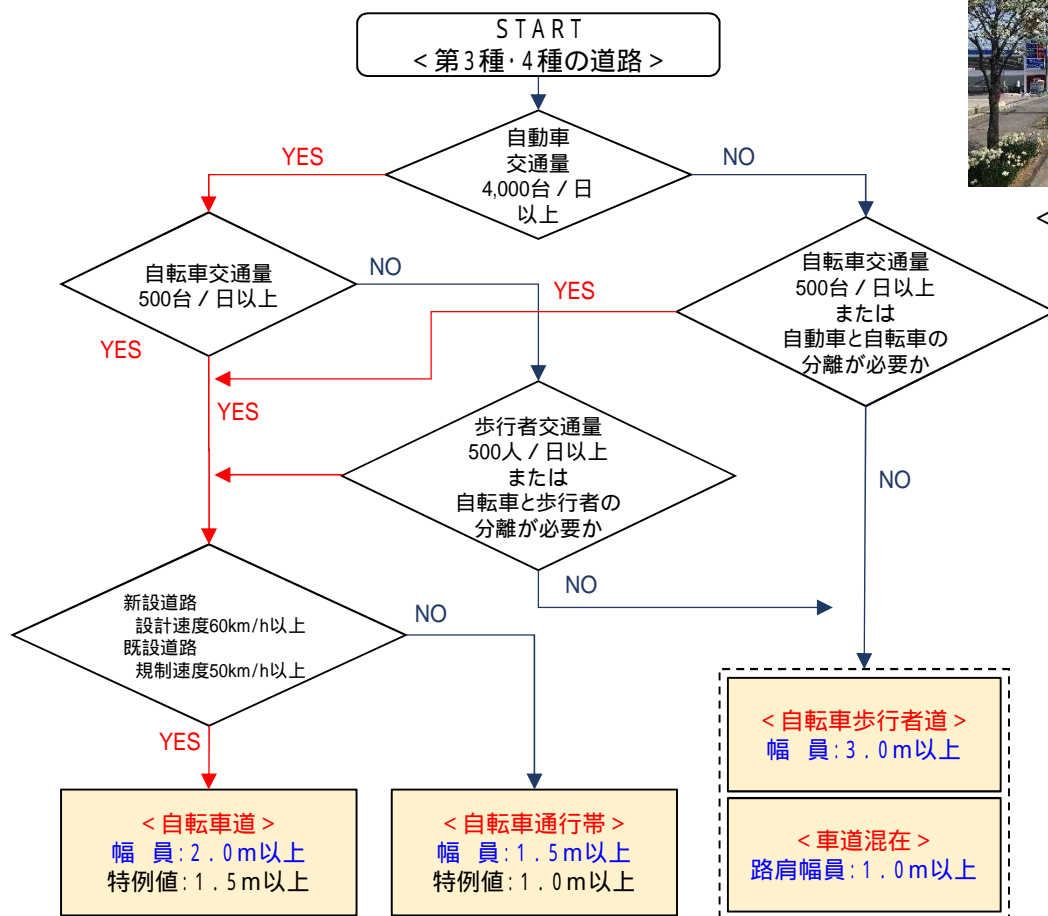 START
<第3種・4種の道路>
自動車
交通量
4,000台/日
以上
YES
NO
自転車交通量
500台/日以上
NO
YES
自転車交通量
500台/日以上
または
自動車と自転車の
分離が必要か
YES
YES
歩行者交通量
500人/日以上
または
自転車と歩行者の
分離が必要か
NO
NO
新設道路
設計速度60km/h以上
既設道路
規制速度50km/h以上
NO
YES
<自転車道>
幅 員:2.0m以上
特例値:1.5m以上
<自転車通行帯>
幅 員:1.5m以上
特例値:1.0m以上
<自転車歩行者道>
幅 員:3.0m以上
<車道混在>
路肩幅員:1.0m以上
<